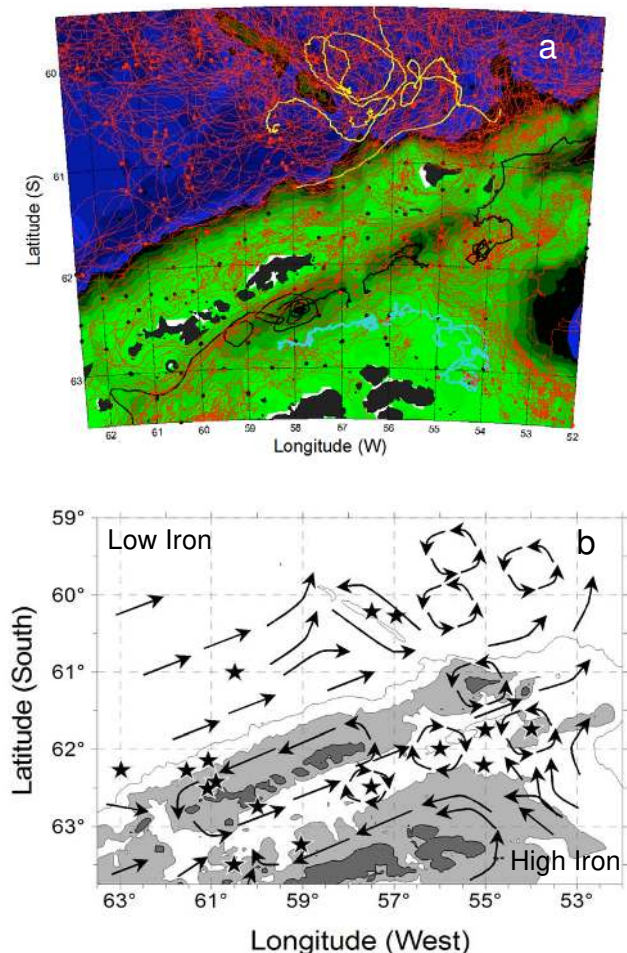 a
60
61
62
63
Latitude (S)
62 61 60 59 58 57 56 55 54 53 52
Longitude (W)
59°
60°
61°
62°
63°
Latitude (South)
Low Iron
b
High Iron
63° 61° 59° 57° 55° 53°
Longitude (West)